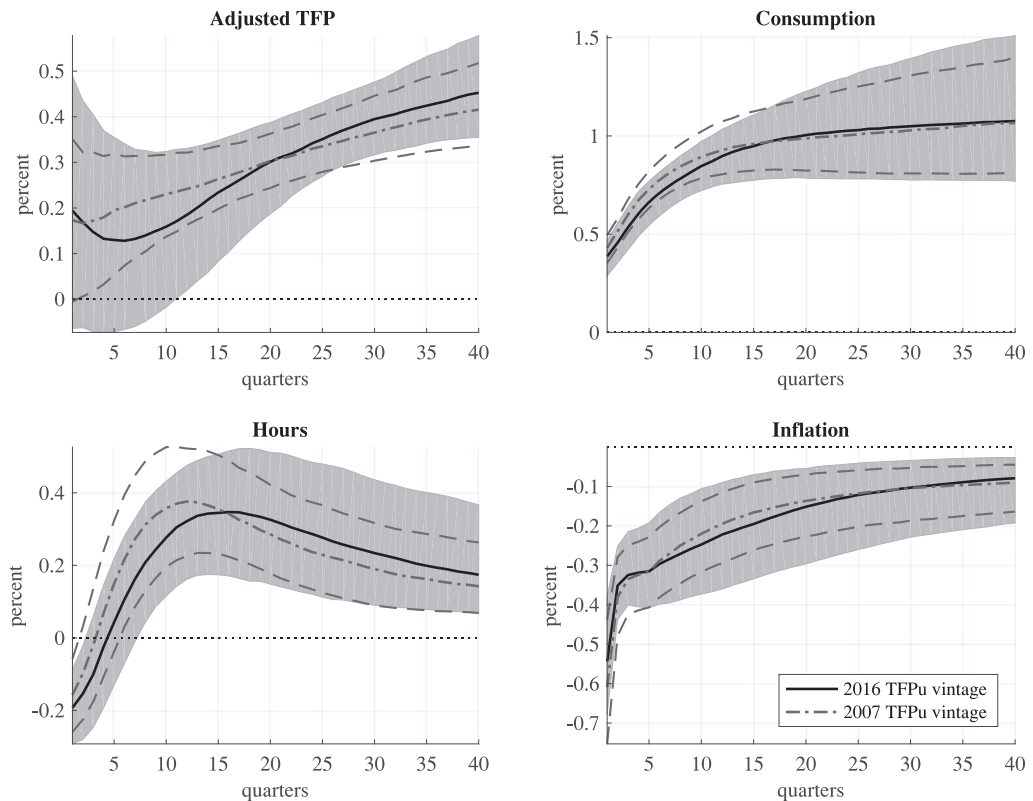 Adjusted TFP
percent
0.5
0.4
0.3
0.2
0.1
0
5 10 15 20 25 30 35 40
quarters
Consumption
percent
1.5
1
0.5
0
5 10 15 20 25 30 35 40
quarters
Hours
percent
0.4
0.2
0
-0.2
5 10 15 20 25 30 35 40
quarters
Inflation
percent
-0.1
-0.2
-0.3
-0.4
-0.5
-0.6
-0.7
2016 TFPu vintage
2007 TFPu vintage
5 10 15 20 25 30 35 40
quarters